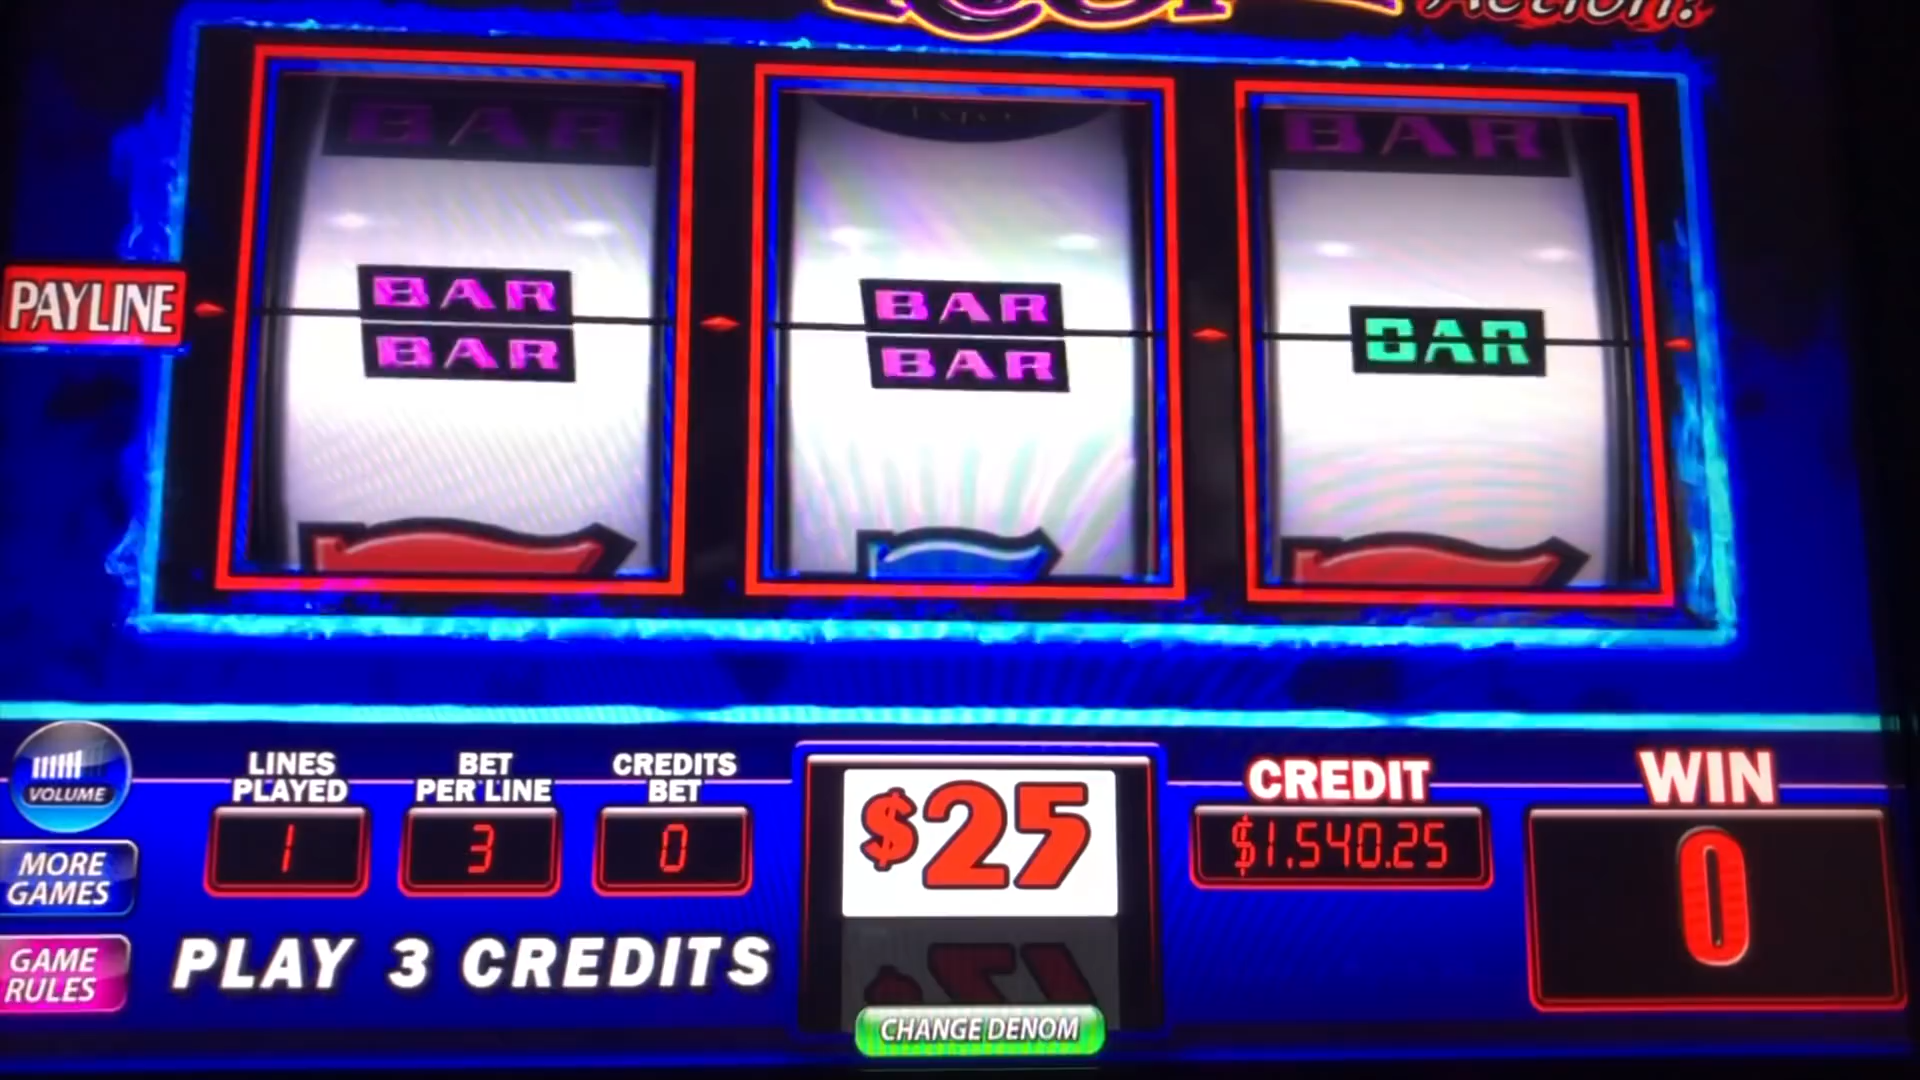 Action!
BAR
BAR
BAR
BAR
BAR
BAR
BAR
PAYLINE
VOLUME
MORE
GAMES
GAME
RULES
LINES
PLAYED
1
BET
PER LINE
3
CREDITS
BET
0
PLAY 3 CREDITS
$25
CHANGE DENOM
CREDIT
$1,540.25
WIN
0